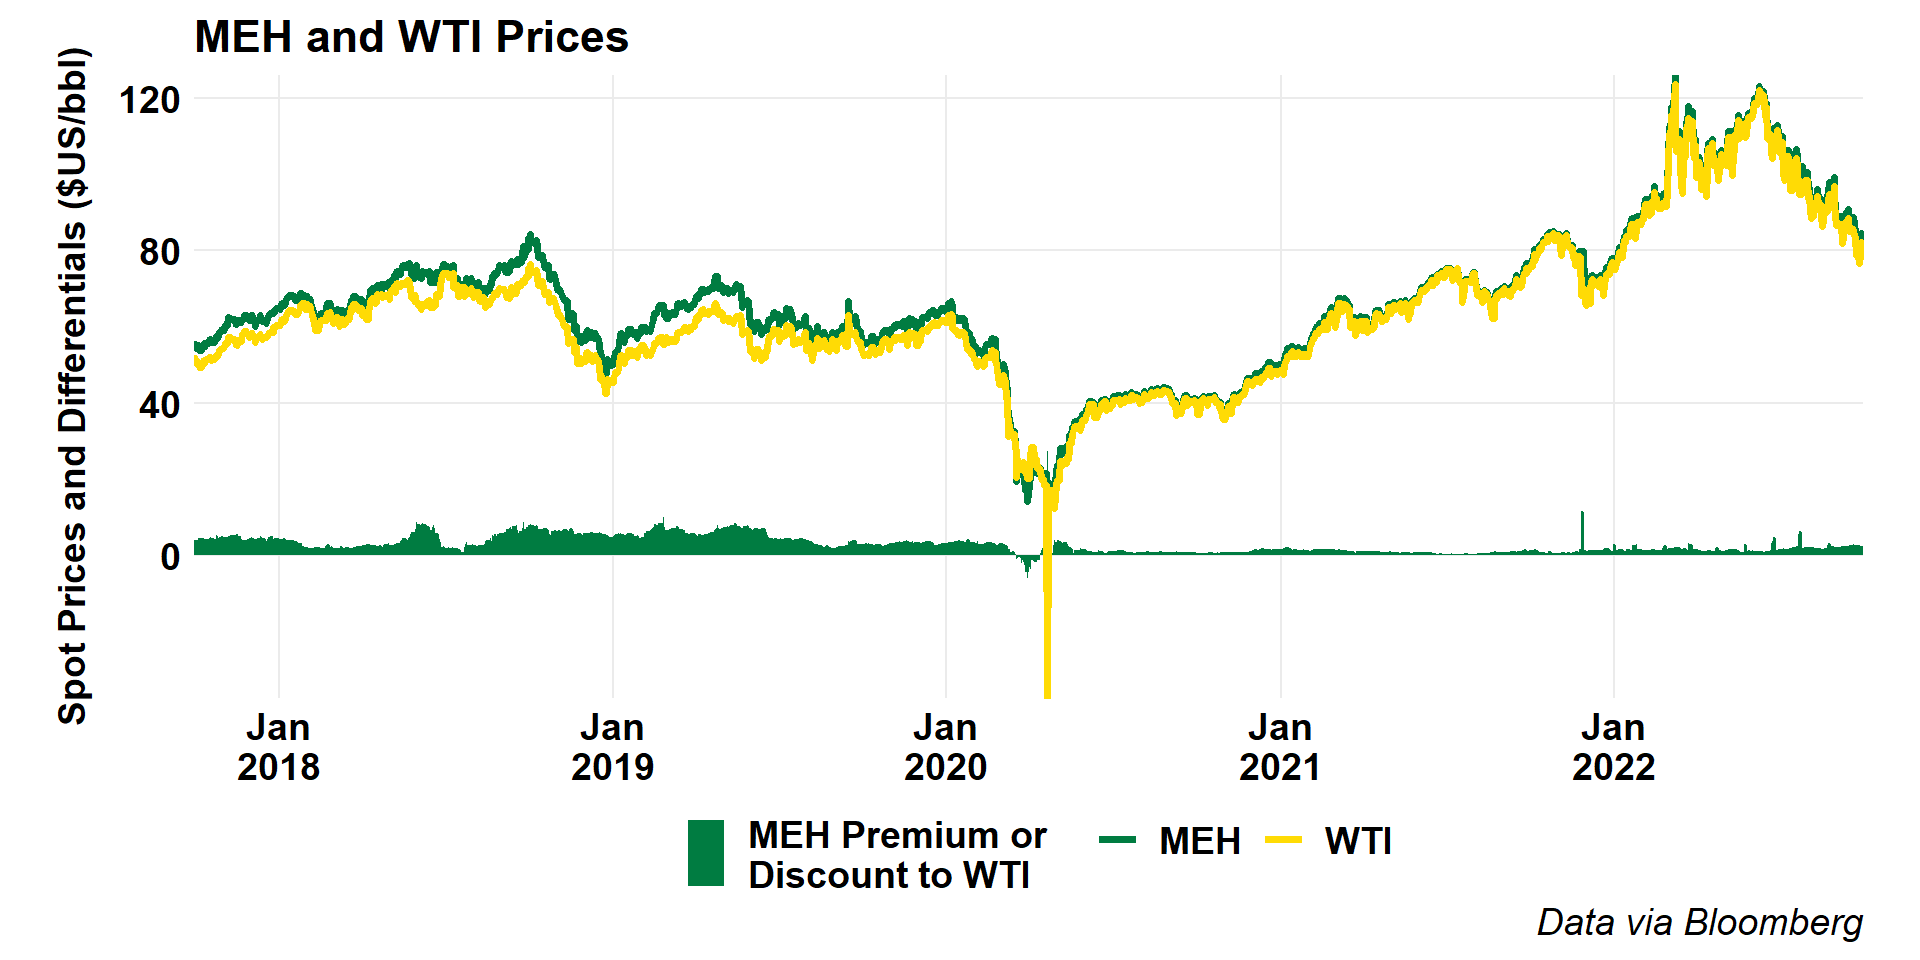 MEH and WTI Prices
Spot Prices and Differentials ($US/bbl)
120
80
40
0
Jan
2018
Jan
2019
Jan
2020
Jan
2021
Jan
2022
MEH Premium or
Discount to WTI
MEH
WTI
Data via Bloomberg